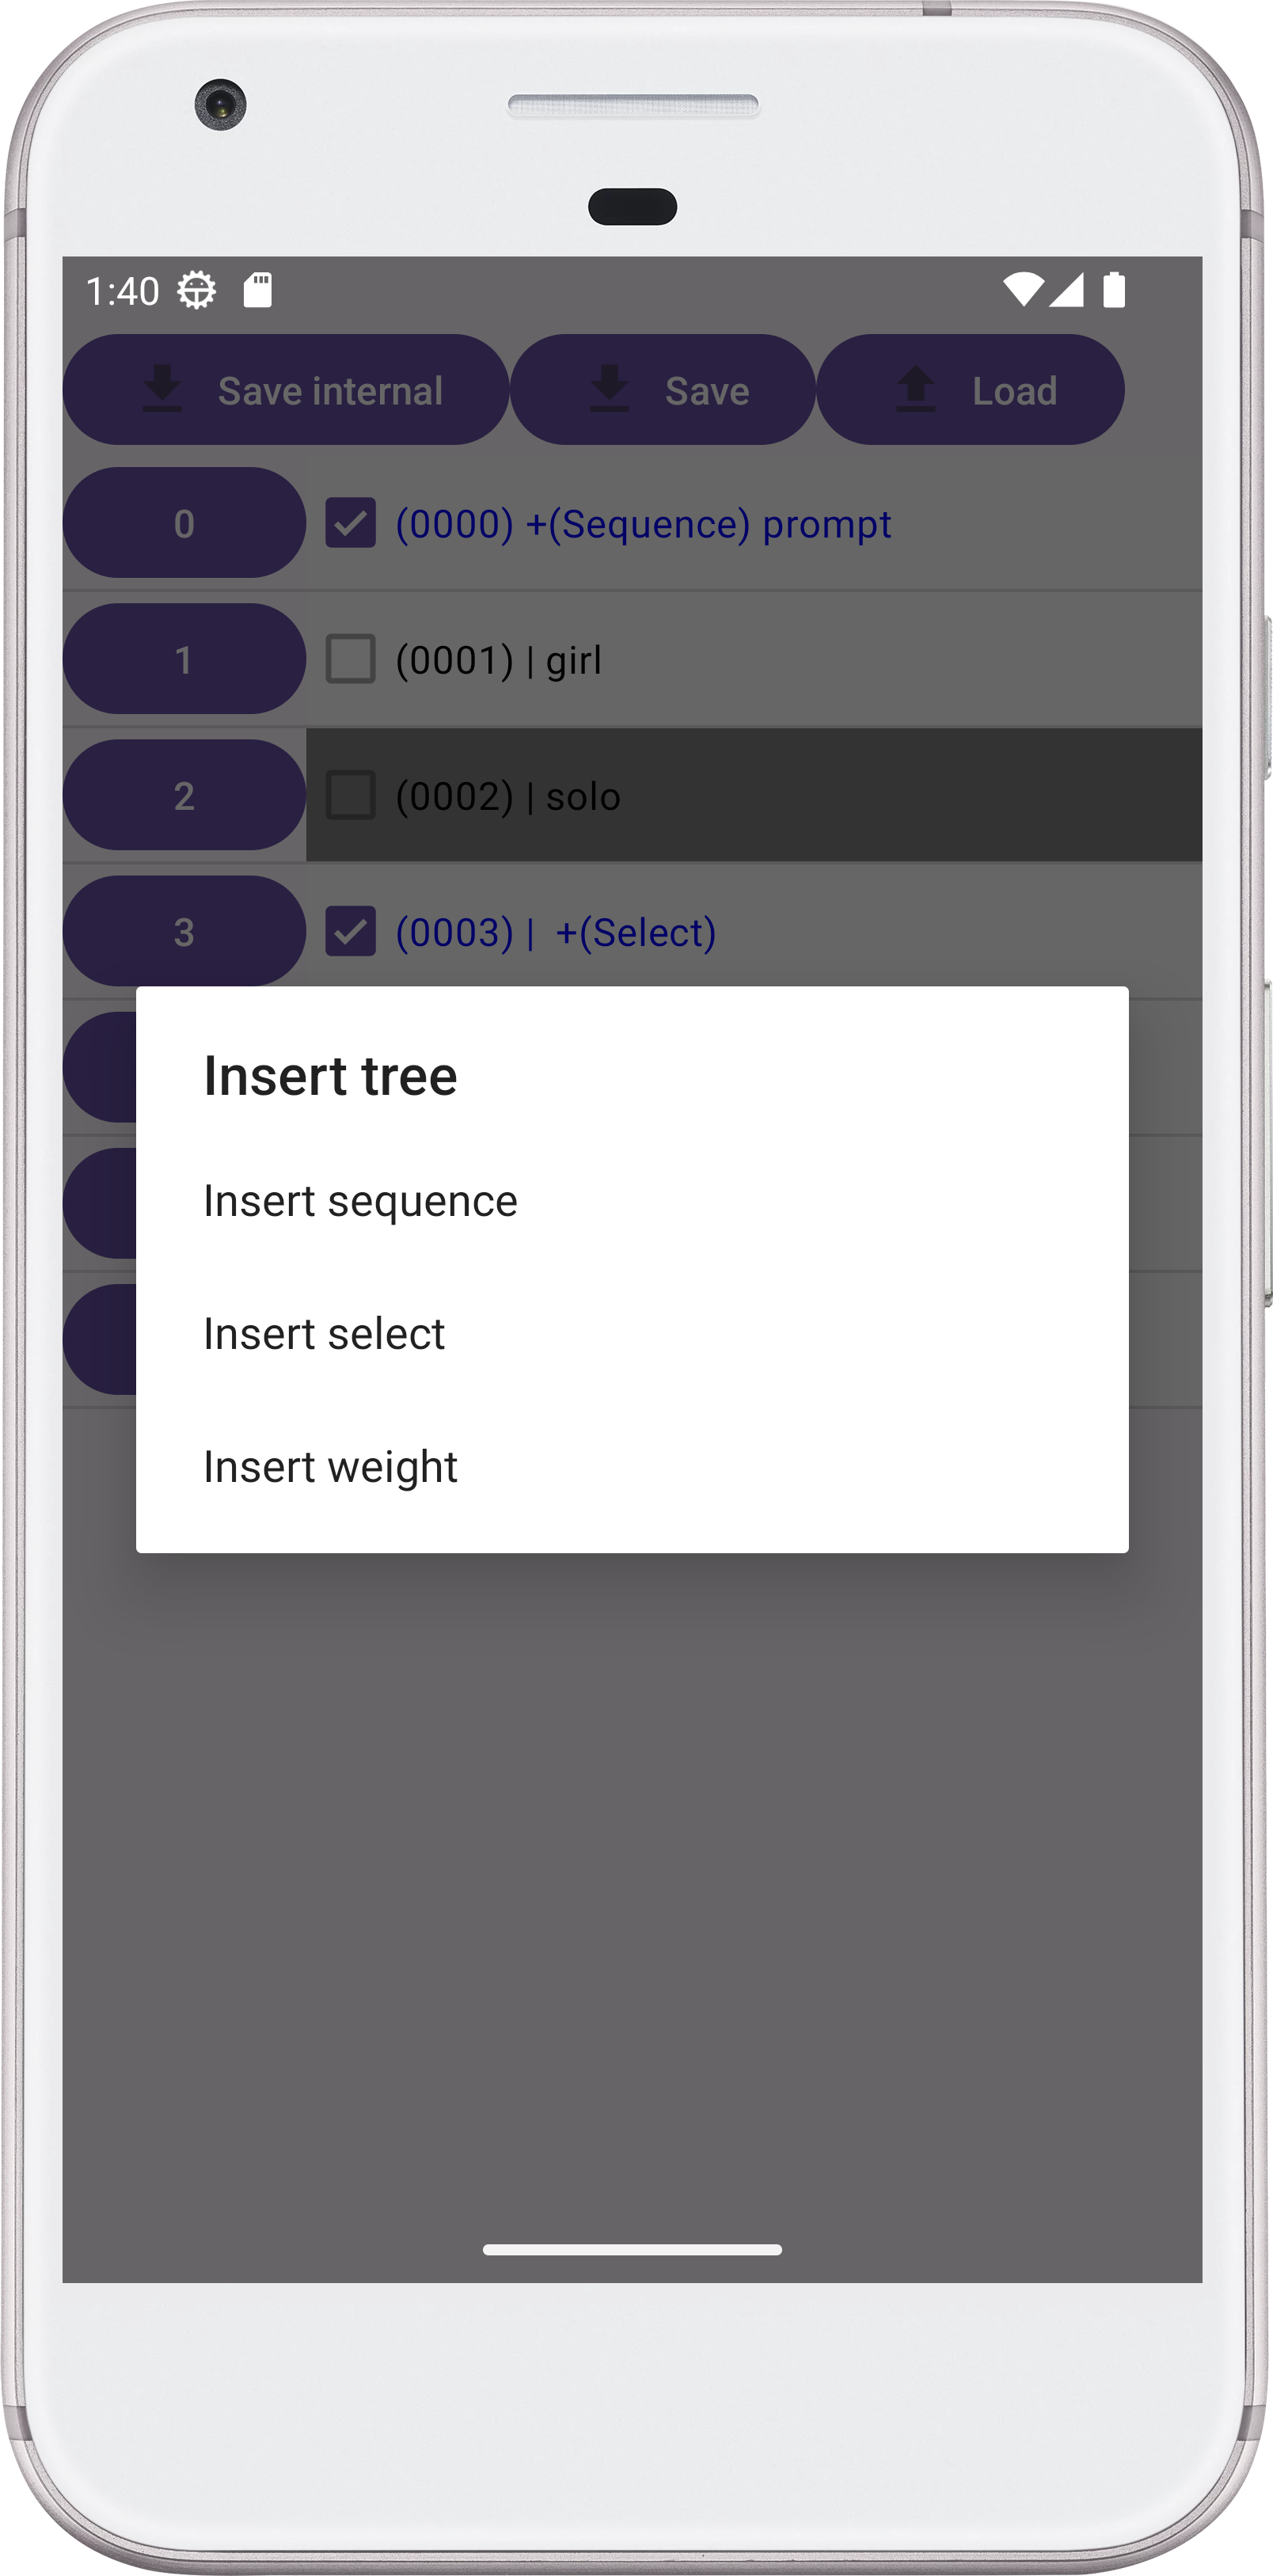 1:40
Save internal Save Load
0 (0000) +(Sequence) prompt
1 (0001) | girl
2 (0002) | solo
3 (0003) |  +(Select)
Insert tree
Insert sequence
Insert select
Insert weight